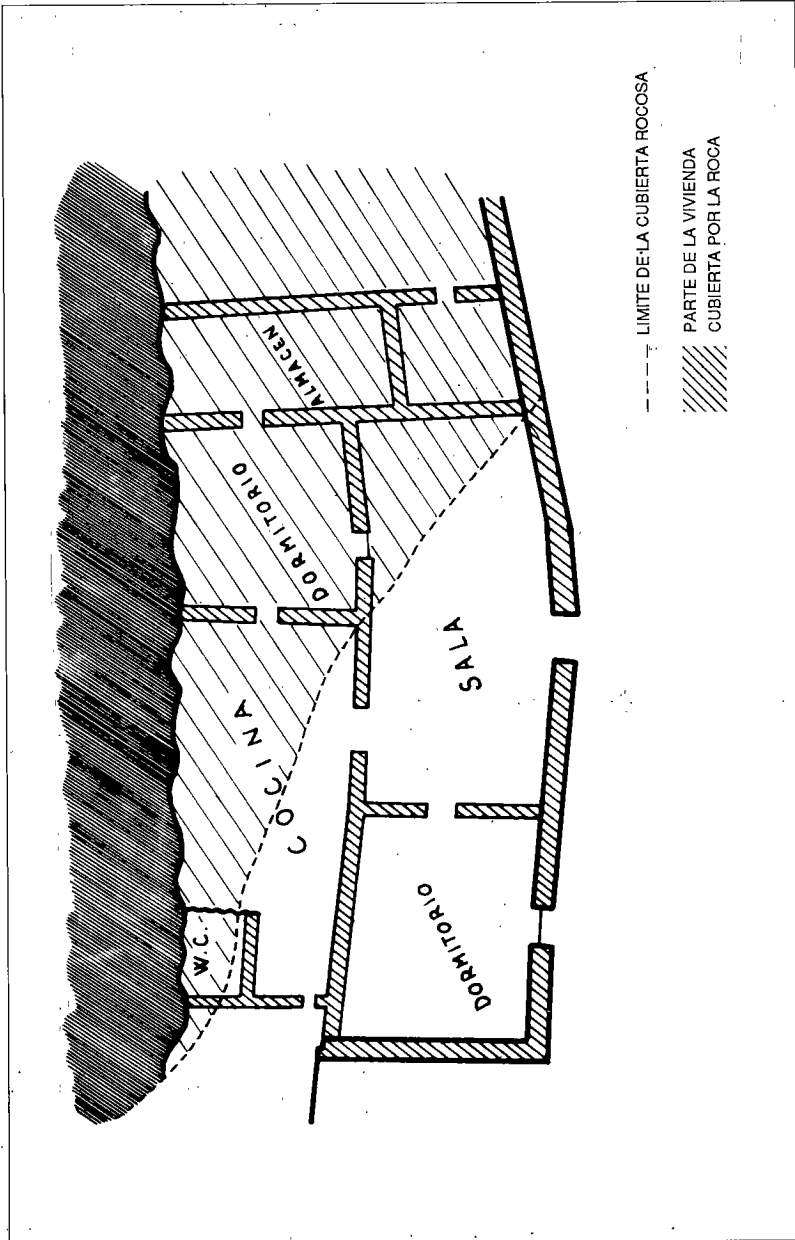 W.C.
COCINA
DORMITORIO
ALMACEN
DORMITORIO
SALA
LIMITE DE LA CUBIERTA ROCOSA
PARTE DE LA VIVIENDA
CUBIERTA POR LA ROCA